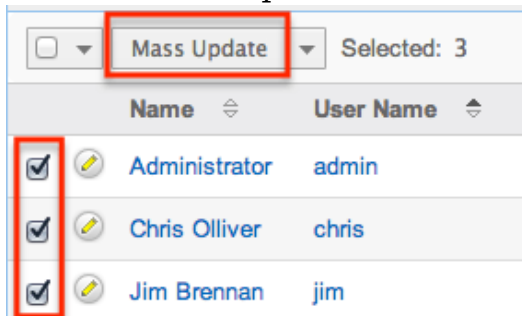 Mass Update Selected: 3
Name User Name
Administrator admin
Chris Olliver chris
Jim Brennan jim